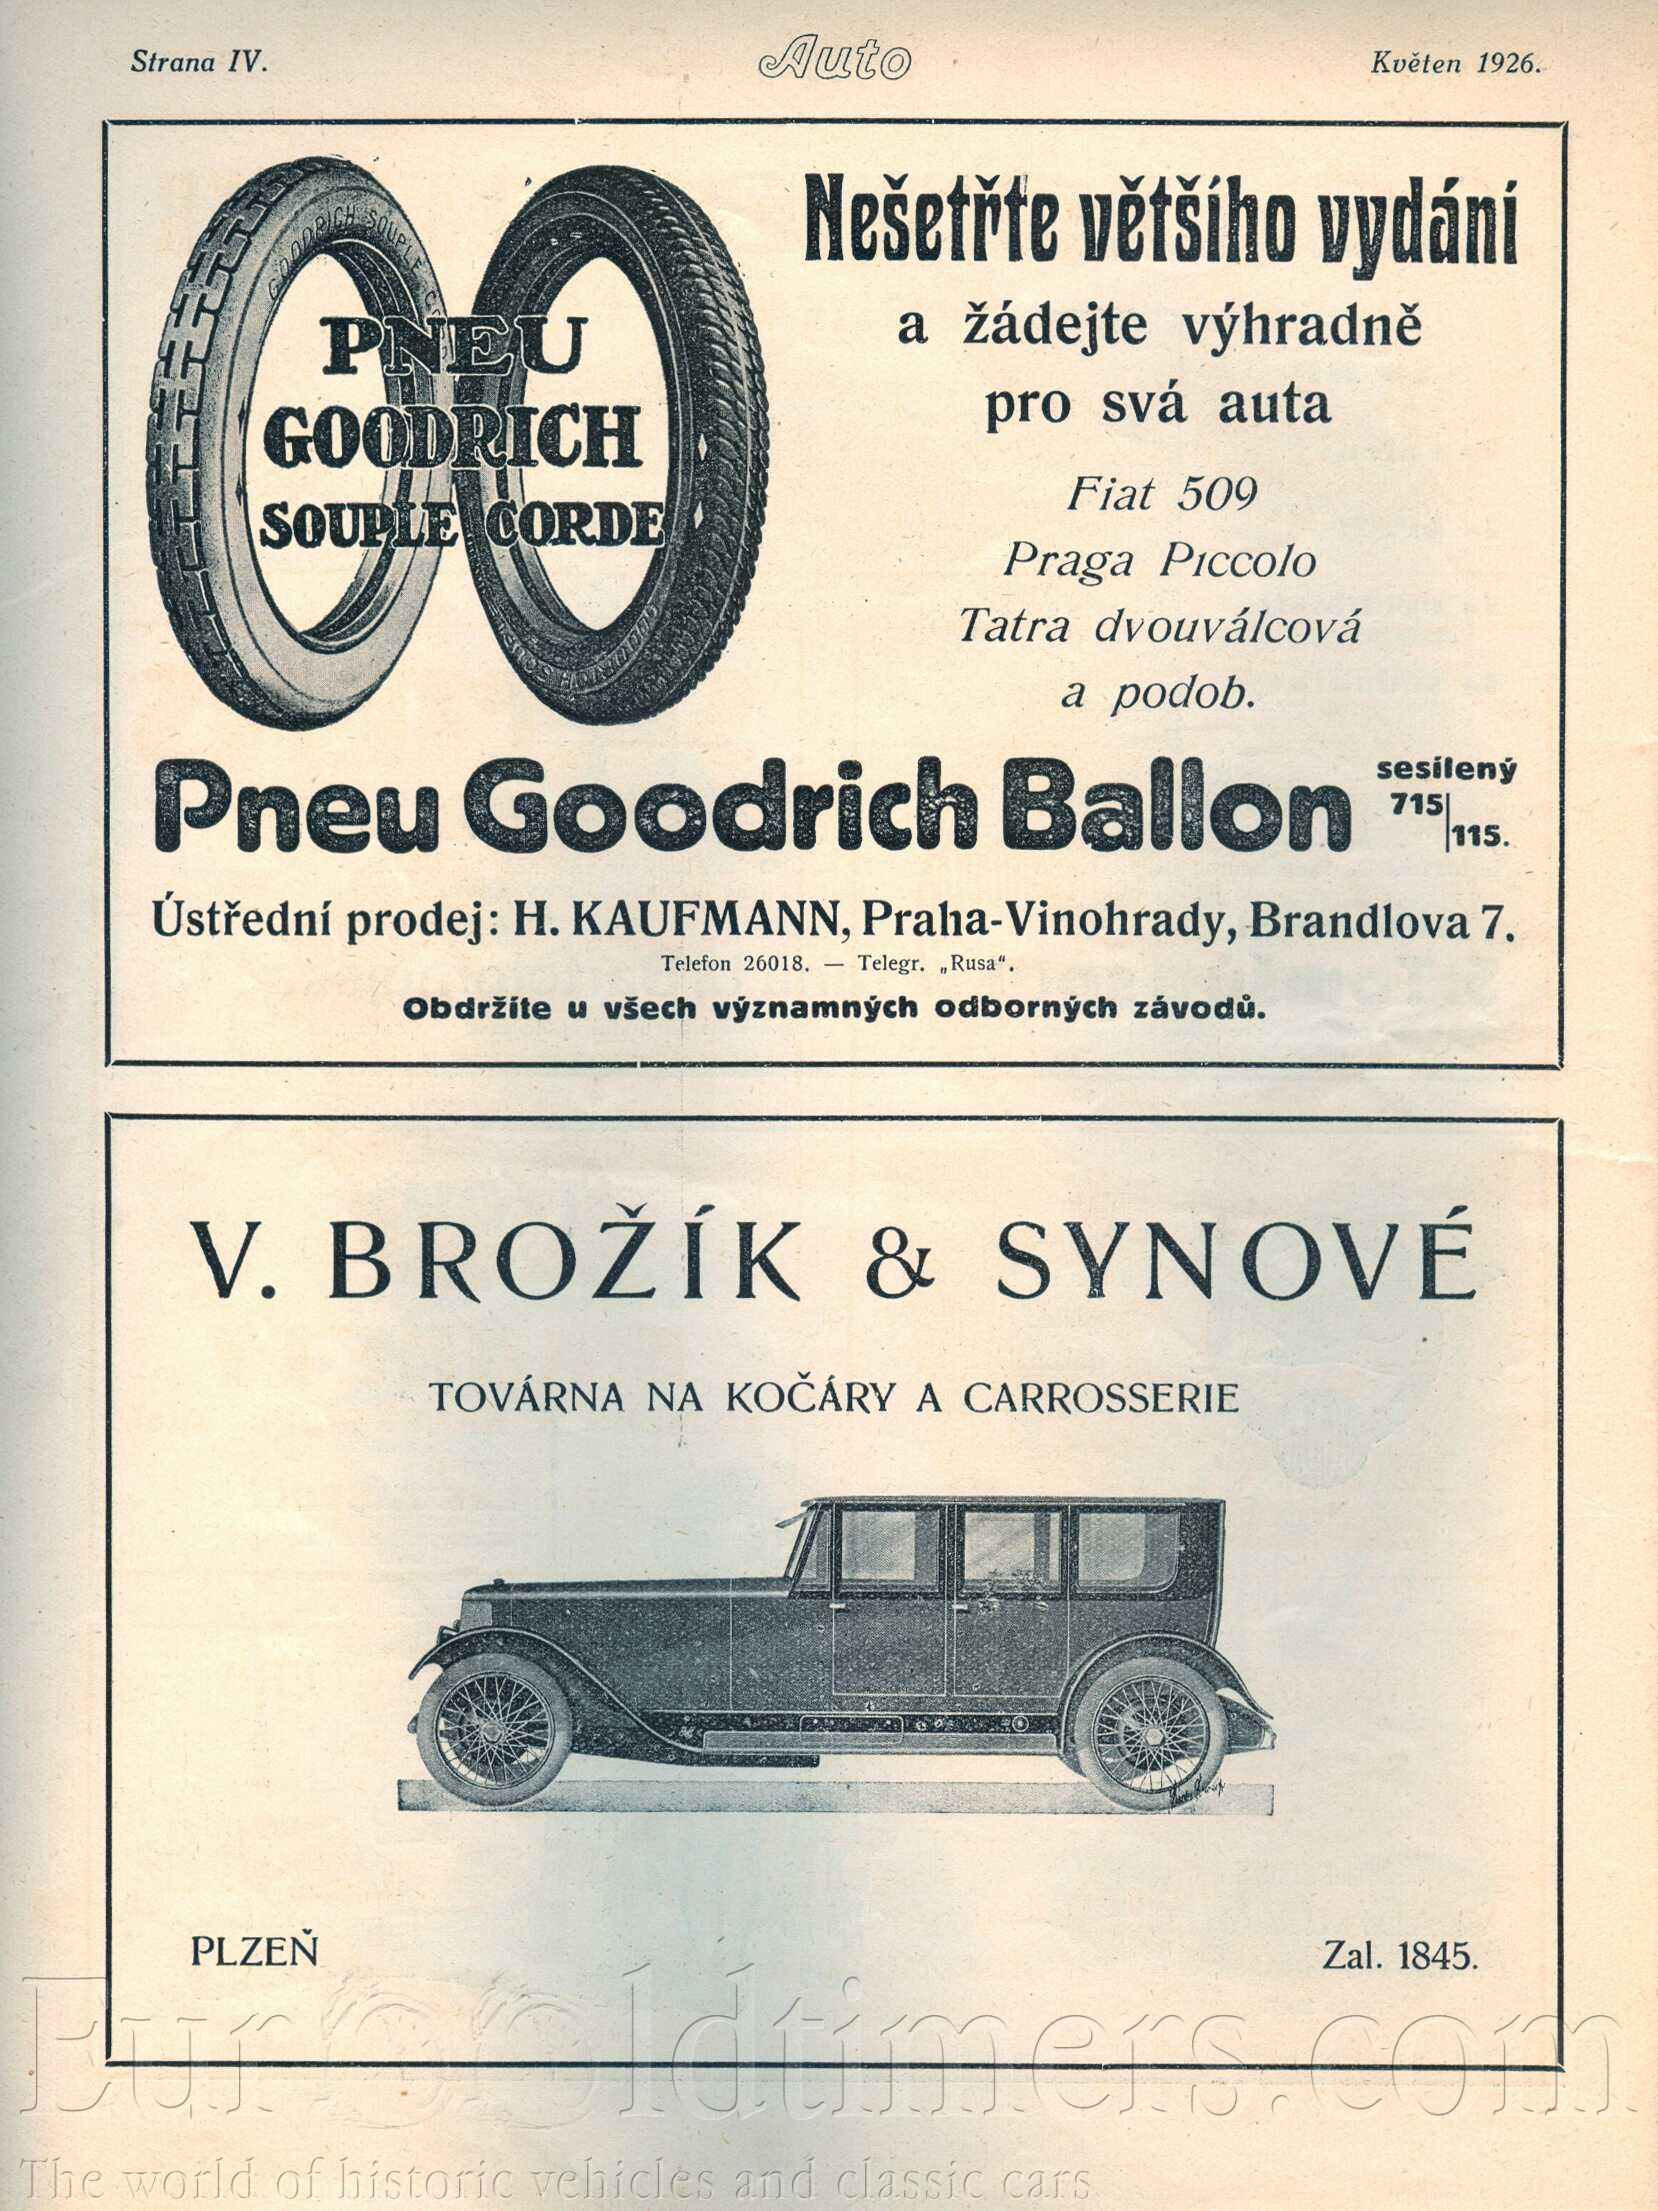 Strana IV.
Auto
Květen 1926.
GOODRICH SOUPLE
PNEU
GOODRICH
SOUPLE CORDE
Nešetřte většího vydání
a žádejte výhradně
pro svá auta
Fiat 509
Praga Piccolo
Tatra dvouválcová
a podob.
Pneu Goodrich Ballon sesílený 715/115.
Ústřední prodej: H. KAUFMANN, Praha-Vinohrady, Brandlova 7.
Telefon 26018. — Telegr. „Rusa“.
Obdržíte u všech významných odborných závodů.
V. BROŽÍK & SYNOVÉ
TOVÁRNA NA KOČÁRY A CARROSSERIE
PLZEŇ
Zal. 1845.
EurOOldtimers.com
The world of historic vehicles and classic cars